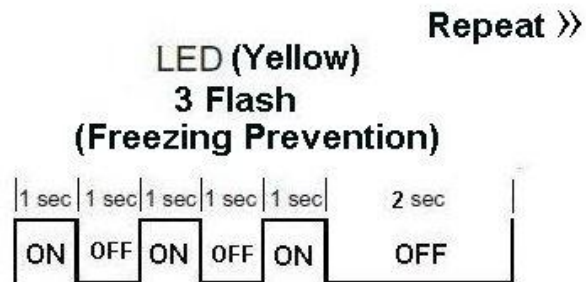 Repeat »
LED (Yellow)
3 Flash
(Freezing Prevention)
1 sec 1 sec 1 sec 1 sec 1 sec 2 sec
ON OFF ON OFF ON OFF